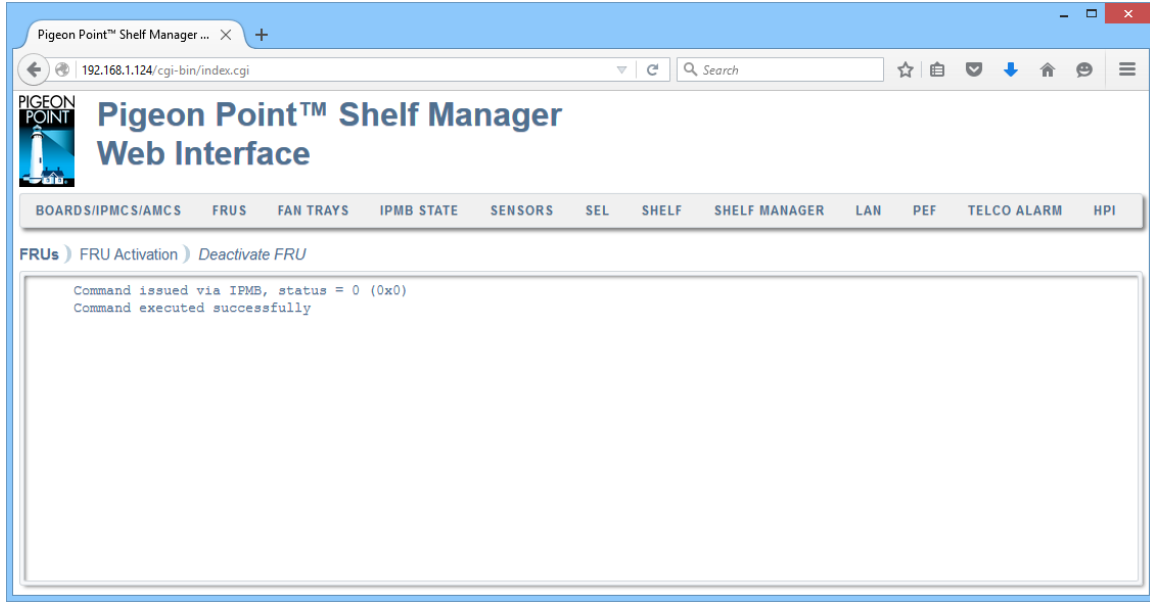 Pigeon Point™ Shelf Manager ...
192.168.1.124/cgi-bin/index.cgi
Search
PIGEON
POINT
Pigeon Point™ Shelf Manager
Web Interface
BOARDS/IPMCS/AMCS FRUS FAN TRAYS IPMB STATE SENSORS SEL SHELF SHELF MANAGER LAN PEF TELCO ALARM HPI
FRUs ) FRU Activation ) Deactivate FRU
Command issued via IPMB, status = 0 (0x0)
Command executed successfully